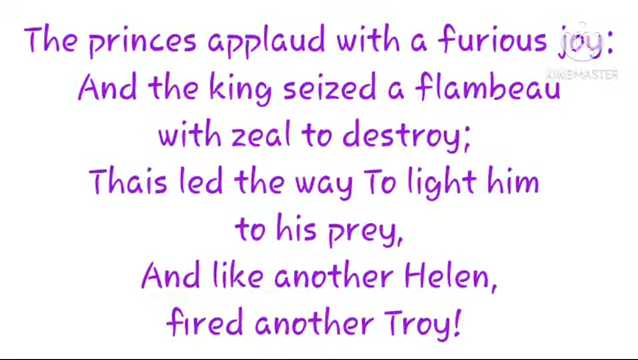 The princes applaud with a furious joy:
And the king seized a flambeau
with zeal to destroy;
Thais led the way To light him
to his prey,
And like another Helen,
fired another Troy!
KINEMASTER